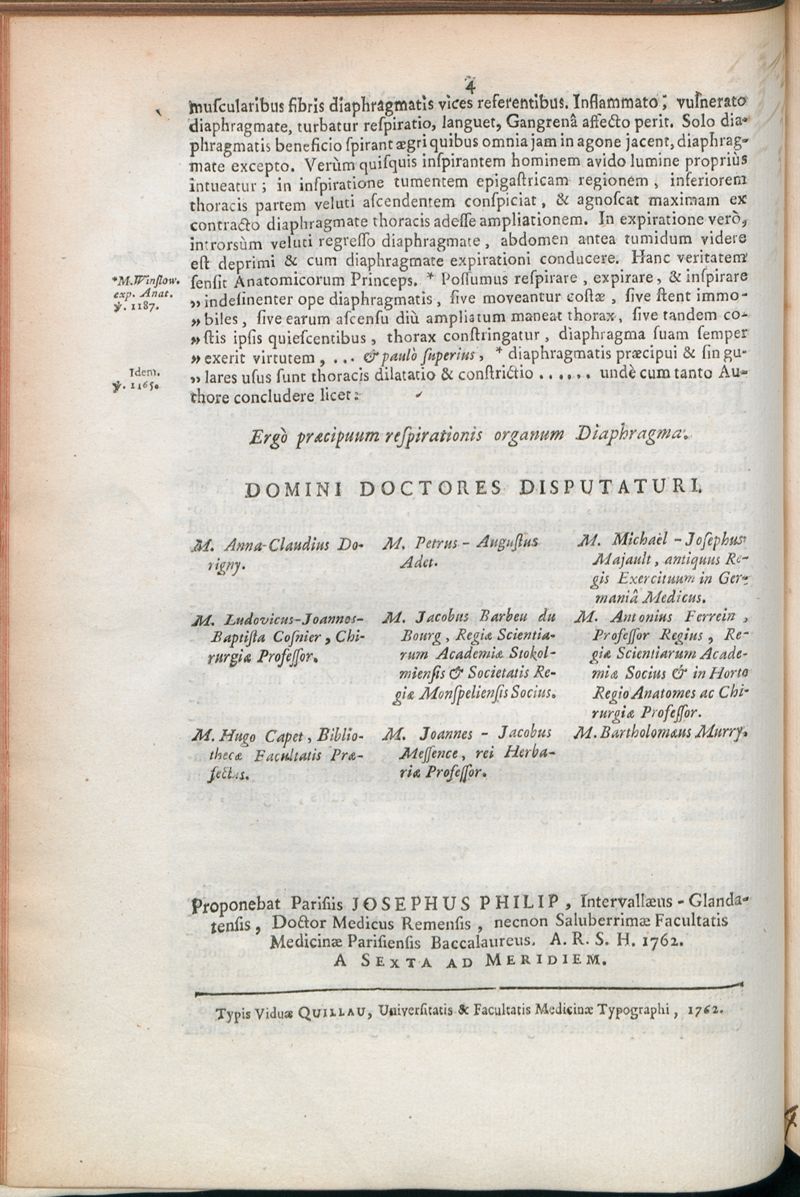 4
muſcularibus fibris diaphragmatis vices referentibus. Inflammato, vulnerato
diaphragmate, turbatur reſpiratio, languet, Gangrenâ affecto perit. Solo dia-
phragmatis beneficio ſpirant ægri quibus omnia jam in agone jacent, diaphrag-
mate excepto. Verùm quiſquis inſpirantem hominem avido lumine propriùs
intueatur ; in inſpiratione tumentem epigaſtricam regionem , inferiorem
thoracis partem veluti aſcendentem conſpiciat , & agnoſcat maximam ex
contracto diaphragmate thoracis adeſſe ampliationem. In expiratione verò,
introrsùm veluti regreſſo diaphragmate , abdomen antea tumidum videre
eſt deprimi & cum diaphragmate expirationi conducere. Hanc veritatem
*M. Winſlow. exp. Anat. ℣. 1187.
ſenſit Anatomicorum Princeps. * Poſſumus reſpirare , expirare , & inſpirare
„ indeſinenter ope diaphragmatis , ſive moveantur coſtæ , ſive ſtent immo-
„ biles , ſive earum aſcenſu diù ampliatum maneat thorax , ſive tandem co-
„ ſtis ipſis quieſcentibus , thorax conſtringatur , diaphragma ſuam ſemper
„ exerit virtutem , ... & paulò ſuperius , * diaphragmatis præcipui & ſingu-
Idem. ℣. 1165.
„ lares uſus ſunt thoracis dilatatio & conſtrictio ...... undè cum tanto Au-
thore concludere licet :
Ergò præcipuum reſpirationis organum Diaphragma.
DOMINI DOCTORES DISPUTATURI.
M. Anna-Claudius Do-
rigny.
M. Petrus - Auguſtus
Adet.
M. Michaël - Joſephus
Majault , antiquus Re-
gis Exercituum in Ger-
maniâ Medicus.
M. Ludovicus-Joannes-
Baptiſta Coſnier , Chi-
rurgiæ Profeſſor.
M. Jacobus Barbeu du
Bourg , Regiæ Scientia-
rum Academiæ Stokol-
mienſis & Societatis Re-
giæ Monſpelienſis Socius.
M. Antonius Ferrein ,
Profeſſor Regius , Re-
giæ Scientiarum Acade-
miæ Socius & in Horto
Regio Anatomes ac Chi-
rurgiæ Profeſſor.
M. Hugo Capet , Biblio-
thecæ Facultatis Præ-
fectus.
M. Joannes - Jacobus
Meſſence , rei Herba-
riæ Profeſſor.
M. Bartholomæus Murry.
Proponebat Pariſiis JOSEPHUS PHILIP , Intervallæus - Glanda-
tenſis , Doctor Medicus Remenſis , necnon Saluberrimæ Facultatis
Medicinæ Pariſienſis Baccalaureus. A. R. S. H. 1762.
A SEXTA AD MERIDIEM.
Typis Viduæ QUILLAU, Univerſitatis & Facultatis Medicinæ Typographi , 1762.